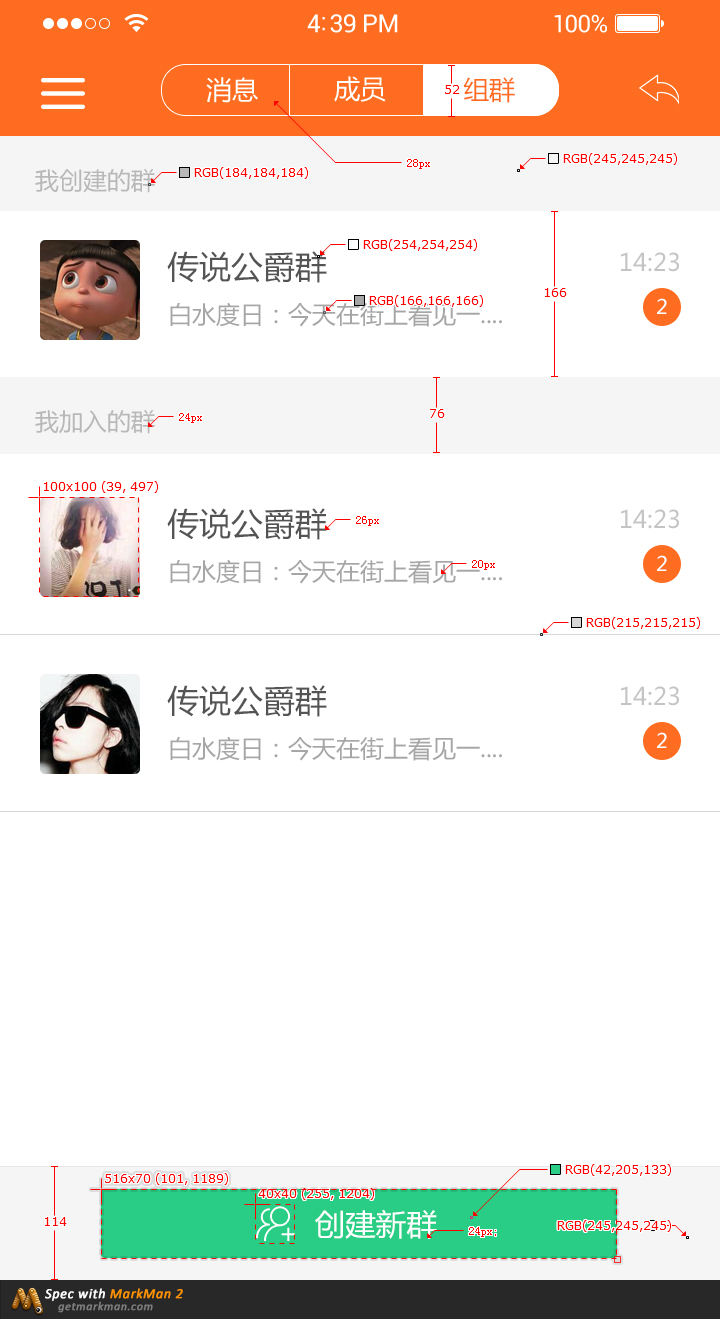 4:39 PM 100%
消息 成员 52 组群
28px
RGB(245,245,245)
我创建的群 RGB(184,184,184)
传说公爵群 RGB(254,254,254) 14:23
166
白水度日：今天在街上看见一.... RGB(166,166,166) 2
76
我加入的群 24px
100x100 (39, 497)
传说公爵群 26px 14:23
白水度日：今天在街上看见一.... 20px 2
RGB(215,215,215)
传说公爵群 14:23
白水度日：今天在街上看见一.... 2
RGB(42,205,133)
516x70 (101, 1189)
40x40 (255, 1204)
114 创建新群 24px; RGB(245,245,245)
Spec with MarkMan 2
getmarkman.com